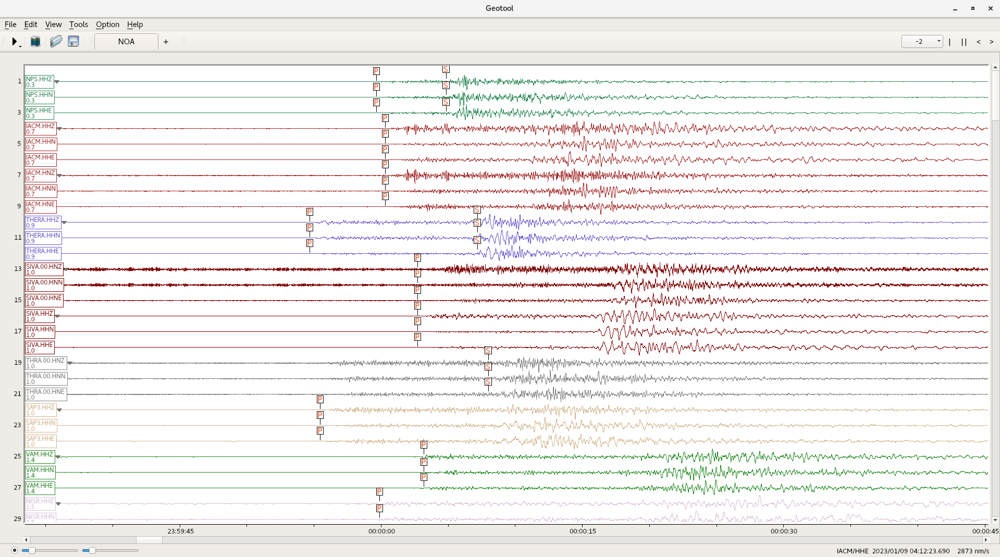 Geotool
File Edit View Tools Option Help
NOA +
-2 | || < >
P S
1 NPS.HHZ
0.3
P S
NPS.HHN
0.3
P S
3 NPS.HHE
0.3
P
IACM.HHZ
0.7
P
5 IACM.HHN
0.7
P
IACM.HHE
0.7
P
7 IACM.HNZ
0.7
P
IACM.HNN
0.7
P
9 IACM.HNE
0.7
P S
THERA.HHZ
0.9
P S
11 THERA.HHN
0.9
P S
THERA.HHE
0.9
P
13 SIVA.00.HNZ
1.0
P
SIVA.00.HNN
1.0
P
15 SIVA.00.HNE
1.0
P
SIVA.HHZ
1.0
P
17 SIVA.HHN
1.0
P
SIVA.HHE
1.0
S
19 THRA.00.HNZ
1.0
S
THRA.00.HNN
1.0
S
21 THRA.00.HNE
1.0
P
SAP3.HHZ
1.0
P
23 SAP3.HHN
1.0
P
SAP3.HHE
1.0
P
25 VAM.HHZ
1.4
P
VAM.HHN
1.4
P
27 VAM.HHE
1.4
P
NISR.HHZ
1.5
P
29 NISR.HHN
1.5
23:59:45 00:00:00 00:00:15 00:00:30 00:00:45
IACM/HHE 2023/01/09 04:12:23.690 2873 nm/s